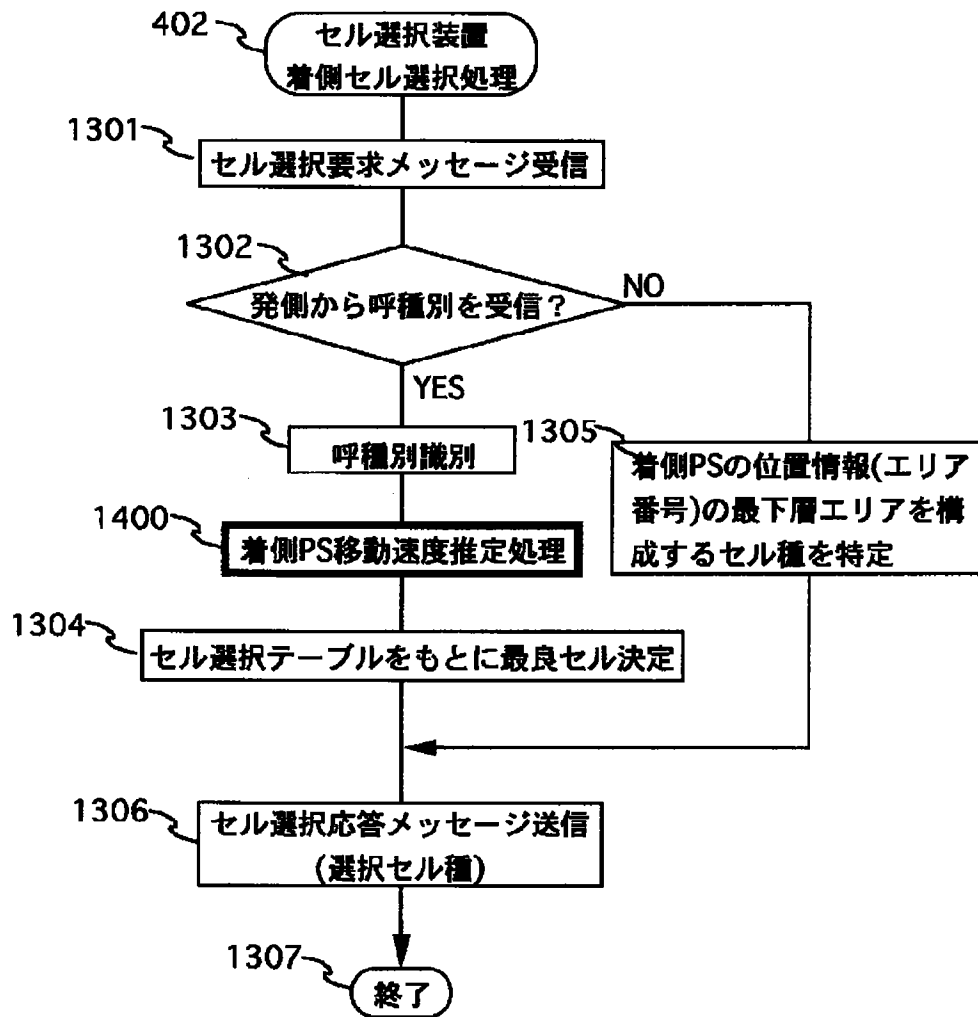 402
セル選択装置
着側セル選択処理
1301
セル選択要求メッセージ受信
1302
発側から呼種別を受信？
NO
YES
1303
呼種別識別
1305
着側PSの位置情報(エリア
番号)の最下層エリアを構
成するセル種を特定
1400
着側PS移動速度推定処理
1304
セル選択テーブルをもとに最良セル決定
1306
セル選択応答メッセージ送信
(選択セル種)
1307
終了